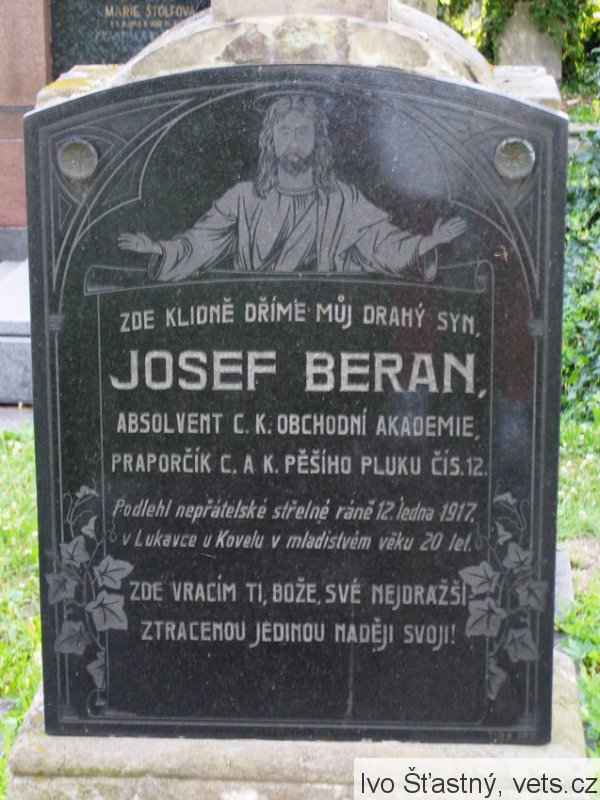 MARIE ŠTOLFOVÁ
ZDE KLIDNĚ DŘÍME MŮJ DRAHÝ SYN,
JOSEF BERAN,
ABSOLVENT C. K. OBCHODNÍ AKADEMIE,
PRAPORČÍK C. A K. PĚŠÍHO PLUKU ČÍS. 12.
Podlehl nepřátelské střelné ráně 12. ledna 1917,
v Lukavce u Kovelu v mladistvém věku 20 let.
ZDE VRACÍM TI, BOŽE, SVÉ NEJDRAŽŠÍ
ZTRACENOU JEDINOU NADĚJI SVOJI!
Ivo Šťastný, vets.cz